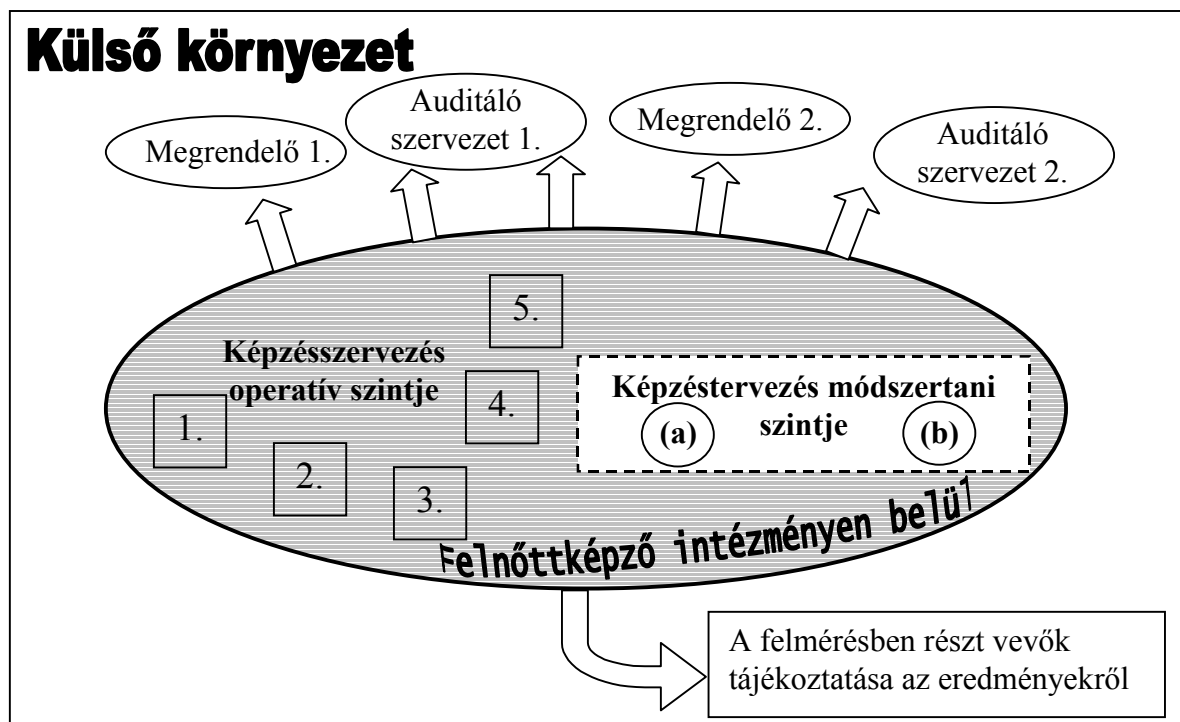 Külső környezet
Megrendelő 1.
Auditáló
szervezet 1.
Megrendelő 2.
Auditáló
szervezet 2.
5.
Képzésszervezés
operatív szintje
4.
1.
2.
3.
Képzéstervezés módszertani
szintje
(a)
(b)
Felnőttképző intézményen belül
A felmérésben részt vevők
tájékoztatása az eredményekről